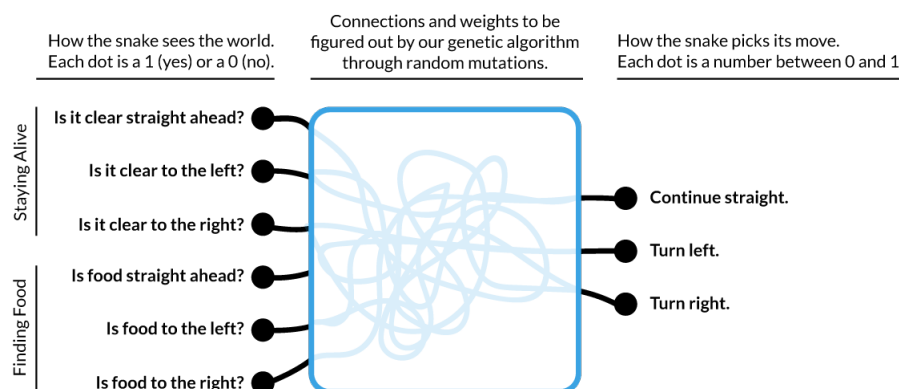 How the snake sees the world.
Each dot is a 1 (yes) or a 0 (no).
Connections and weights to be
figured out by our genetic algorithm
through random mutations.
How the snake picks its move.
Each dot is a number between 0 and 1
Staying Alive
Is it clear straight ahead?
Is it clear to the left?
Is it clear to the right?
Finding Food
Is food straight ahead?
Is food to the left?
Is food to the right?
Continue straight.
Turn left.
Turn right.